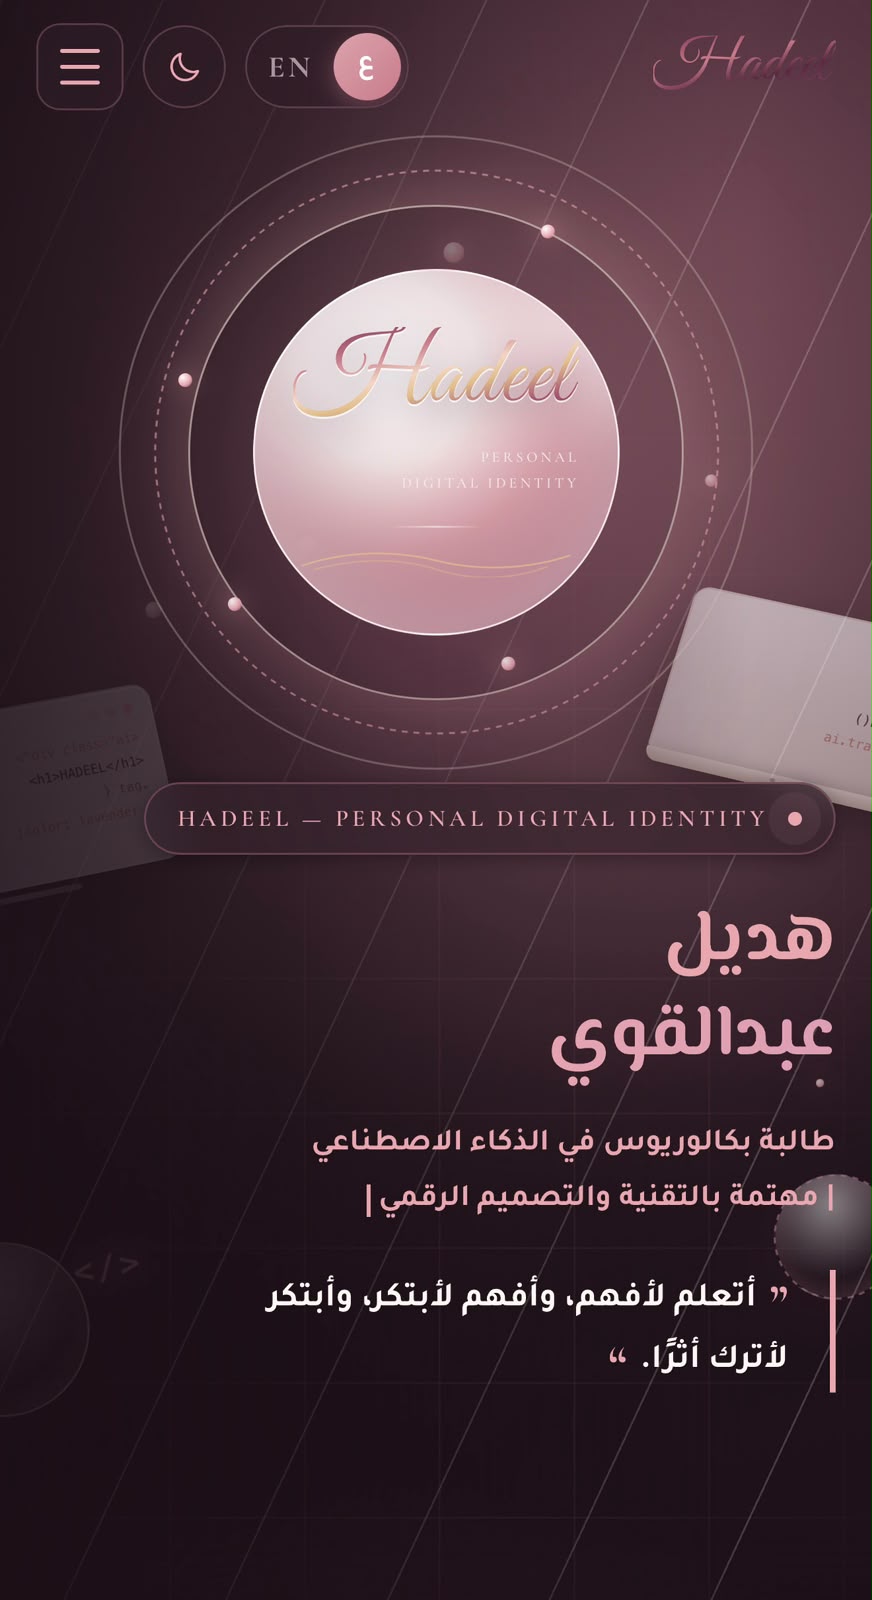 EN
ع
Hadeel
Hadeel
PERSONAL
DIGITAL IDENTITY
ai.tra
<h1>HADEEL</h1>
} tag.
HADEEL — PERSONAL DIGITAL IDENTITY
هديل
عبدالقوي
طالبة بكالوريوس في الذكاء الاصطناعي
| مهتمة بالتقنية والتصميم الرقمي |
</>
” أتعلم لأفهم، وأفهم لأبتكر، وأبتكر
لأترك أثرًا. “